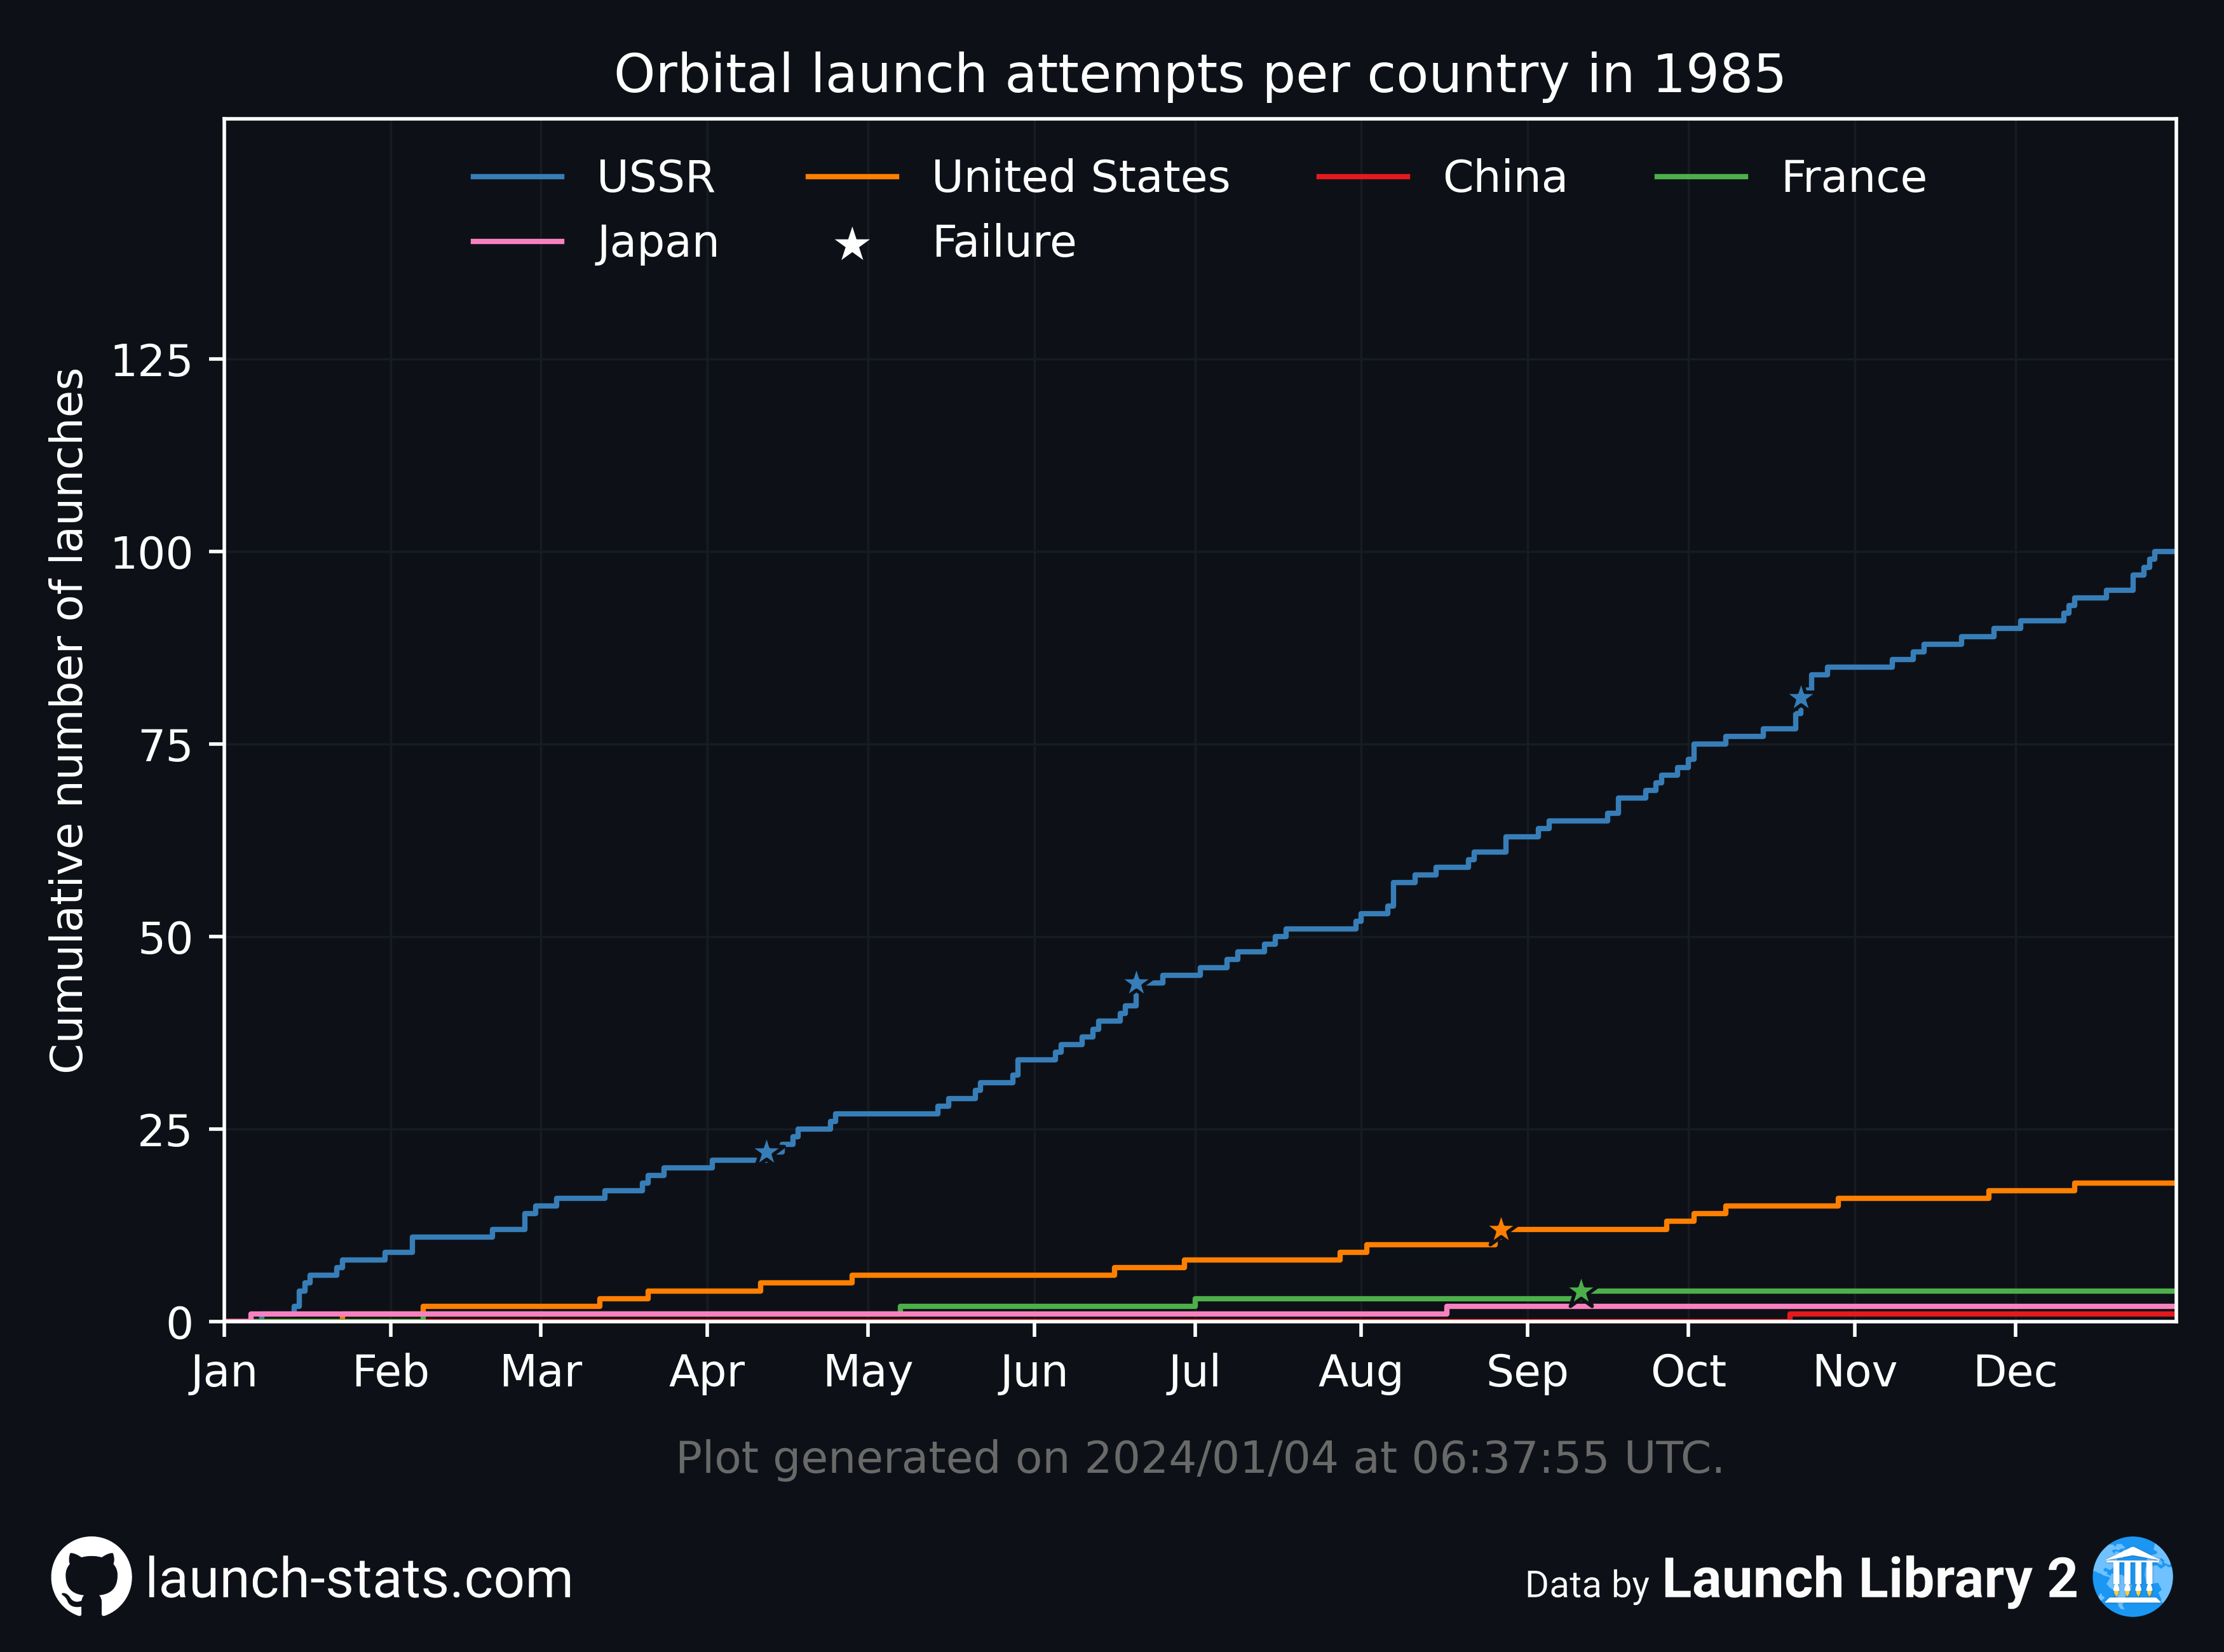 Orbital launch attempts per country in 1985
USSR United States China France
Japan Failure
Cumulative number of launches
125
100
75
50
25
0
Jan Feb Mar Apr May Jun Jul Aug Sep Oct Nov Dec
Plot generated on 2024/01/04 at 06:37:55 UTC.
launch-stats.com
Data by Launch Library 2